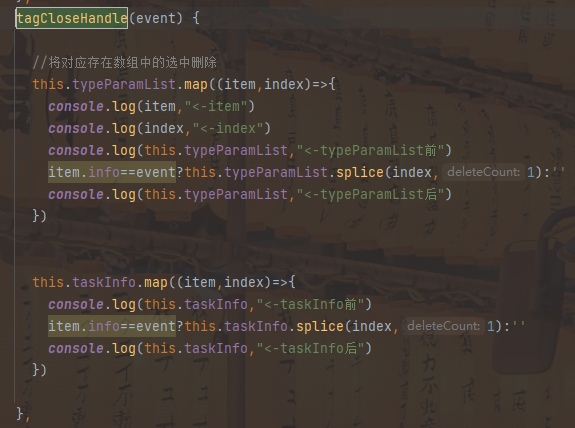 tagCloseHandle(event) {
//将对应存在数组中的选中删除
this.typeParamList.map((item,index)=>{
console.log(item,"<-item")
console.log(index,"<-index")
console.log(this.typeParamList,"<-typeParamList前")
item.info==event?this.typeParamList.splice(index, deleteCount: 1):''
console.log(this.typeParamList,"<-typeParamList后")
})
this.taskInfo.map((item,index)=>{
console.log(this.taskInfo,"<-taskInfo前")
item.info==event?this.taskInfo.splice(index, deleteCount: 1):''
console.log(this.taskInfo,"<-taskInfo后")
})
},